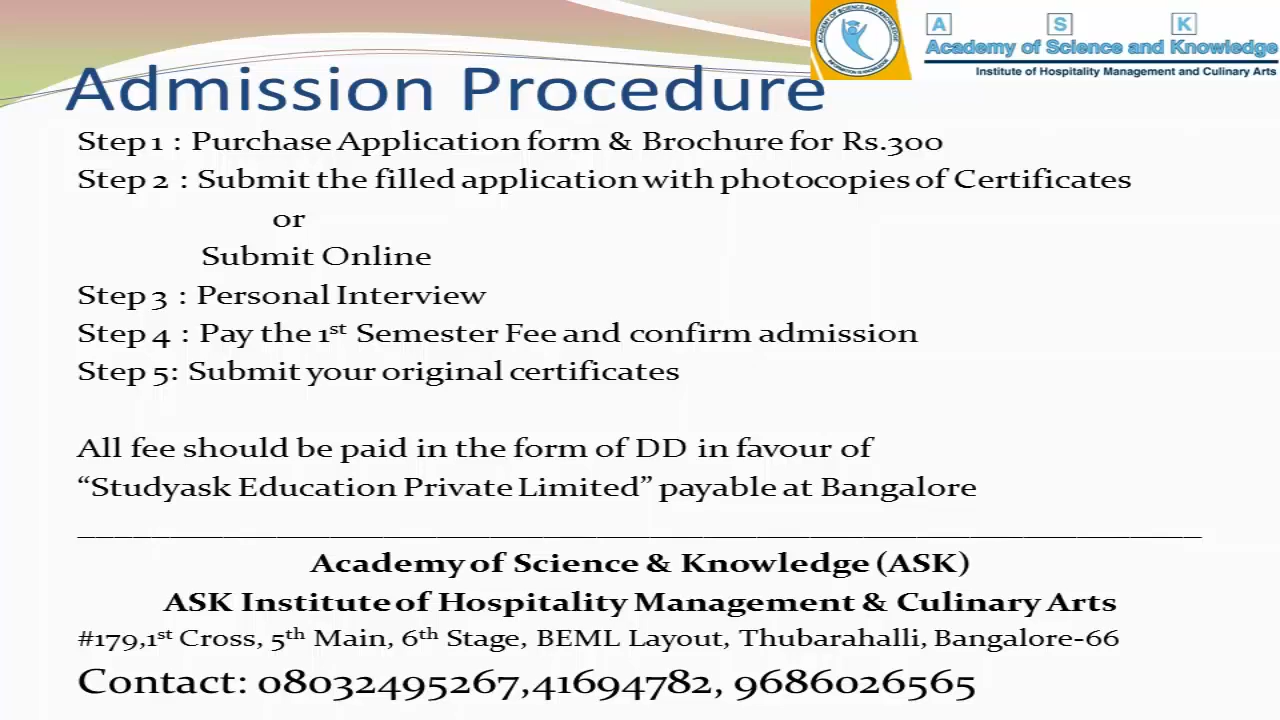 A S K
Academy of Science and Knowledge
Institute of Hospitality Management and Culinary Arts
ACADEMY OF SCIENCE AND KNOWLEDGE
Admission Procedure
Step 1 : Purchase Application form & Brochure for Rs.300
Step 2 : Submit the filled application with photocopies of Certificates
or
Submit Online
Step 3 : Personal Interview
Step 4 : Pay the 1st Semester Fee and confirm admission
Step 5: Submit your original certificates
All fee should be paid in the form of DD in favour of
“Studyask Education Private Limited” payable at Bangalore
Academy of Science & Knowledge (ASK)
ASK Institute of Hospitality Management & Culinary Arts
#179,1st Cross, 5th Main, 6th Stage, BEML Layout, Thubarahalli, Bangalore-66
Contact: 08032495267,41694782, 9686026565